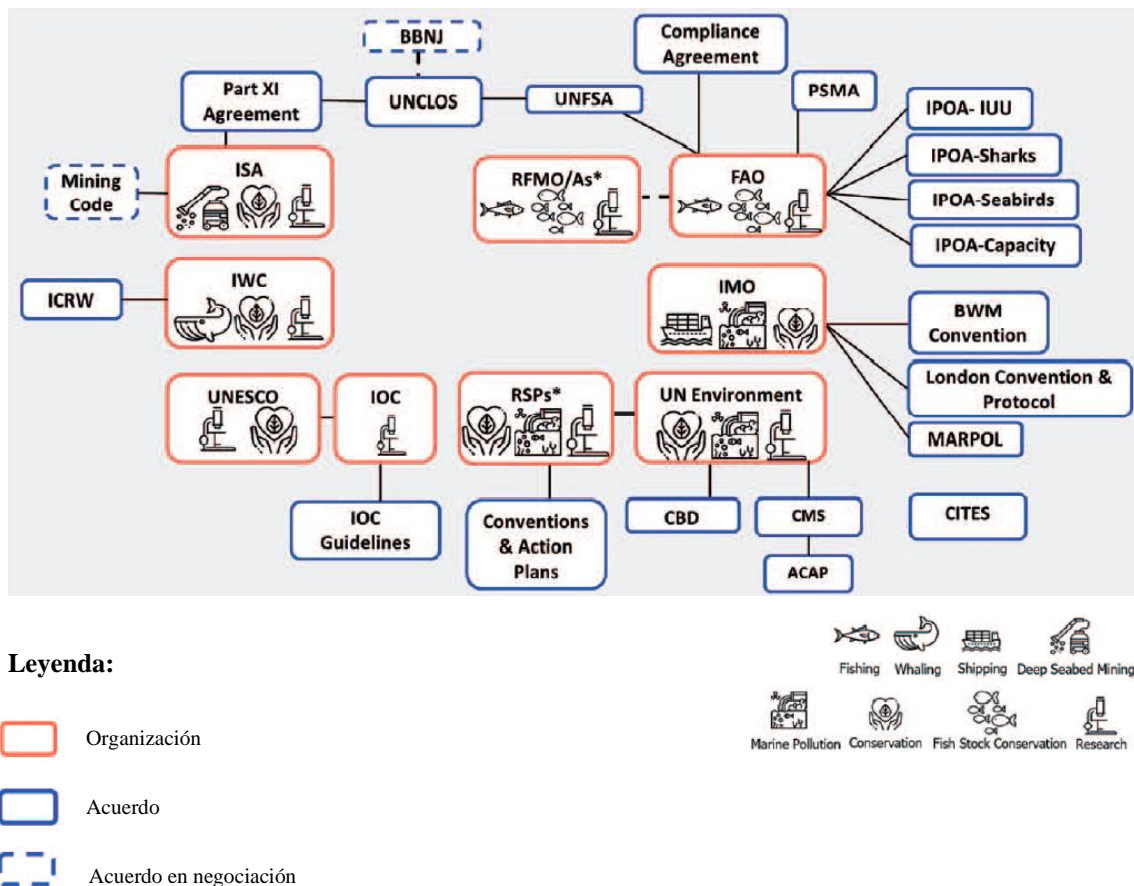 BBNJ
Compliance
Agreement
Part XI
Agreement
UNCLOS
UNFSA
PSMA
IPOA- IUU
IPOA-Sharks
IPOA-Seabirds
IPOA-Capacity
Mining
Code
ISA
RFMO/As*
FAO
ICRW
IWC
IMO
BWM
Convention
London Convention &
Protocol
MARPOL
UNESCO
IOC
RSPs*
UN Environment
IOC
Guidelines
Conventions
& Action
Plans
CBD
CMS
ACAP
CITES
Leyenda:
Organización
Acuerdo
Acuerdo en negociación
Fishing
Whaling
Shipping
Deep Seabed Mining
Marine Pollution
Conservation
Fish Stock Conservation
Research